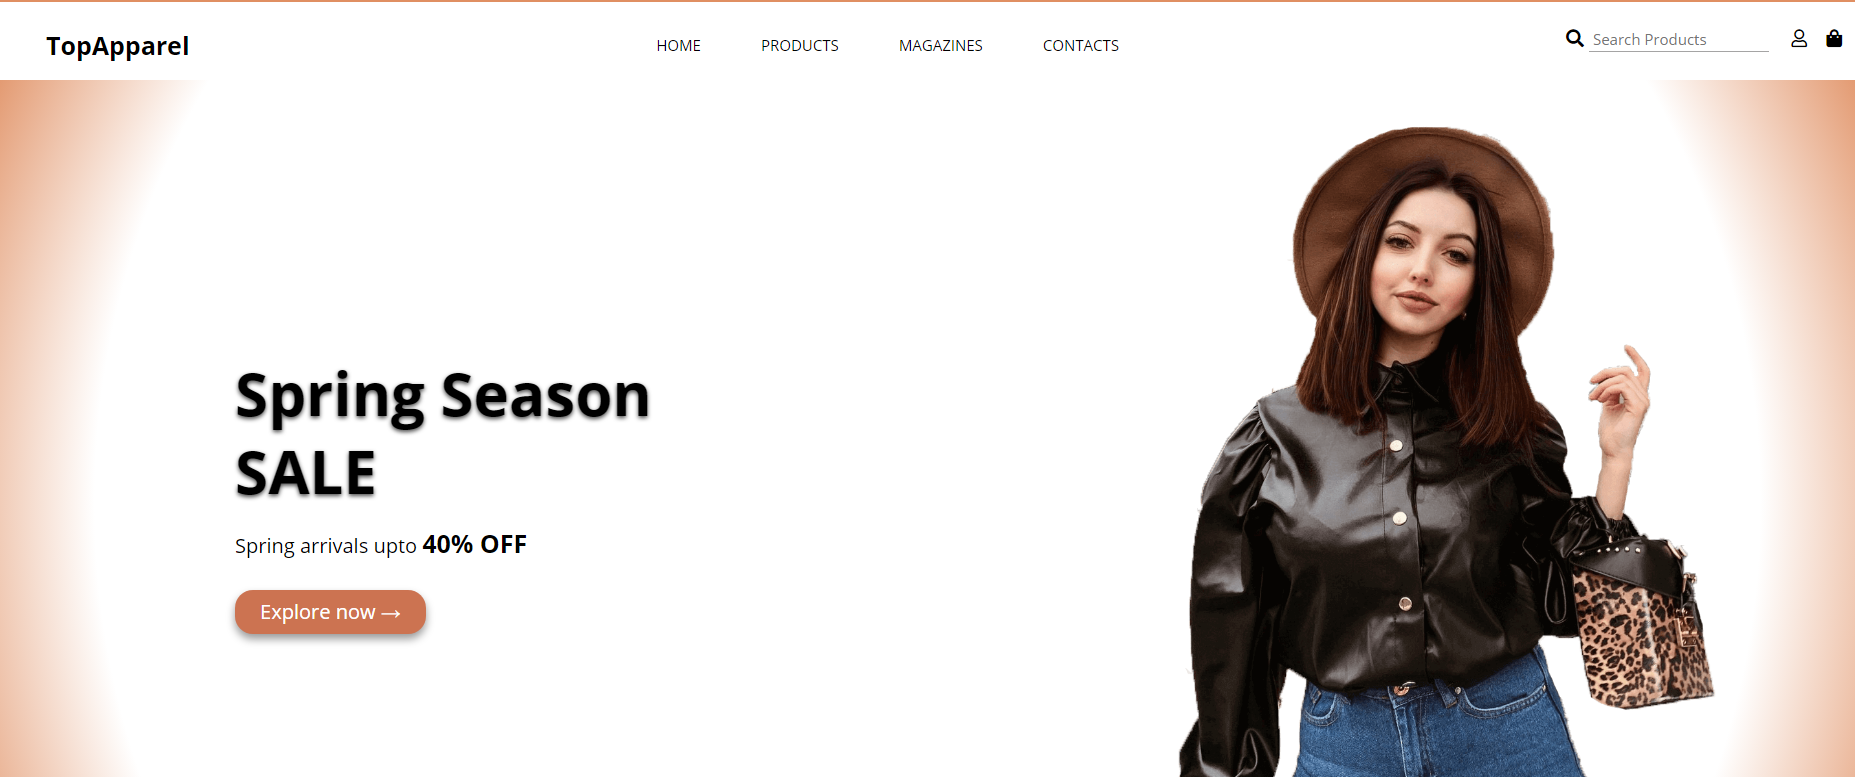 TopApparel
HOME PRODUCTS MAGAZINES CONTACTS
Search Products
Spring Season
SALE
Spring arrivals upto 40% OFF
Explore now →